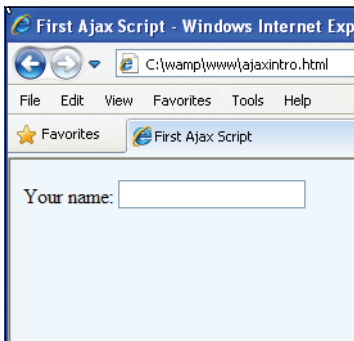 First Ajax Script - Windows Internet Exp
C:\wamp\www\ajaxintro.html
File Edit View Favorites Tools Help
Favorites First Ajax Script
Your name: